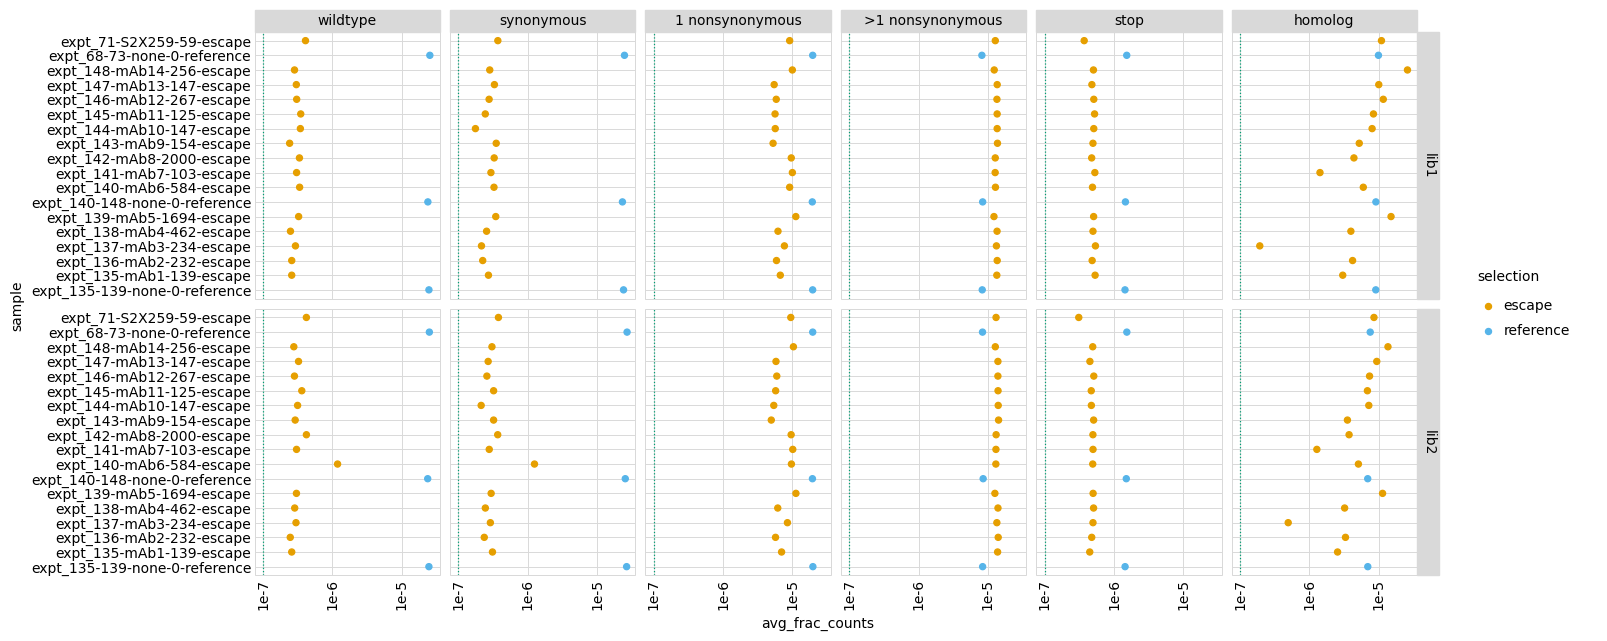 wildtype synonymous 1 nonsynonymous >1 nonsynonymous stop homolog
expt_71-S2X259-59-escape
expt_68-73-none-0-reference
expt_148-mAb14-256-escape
expt_147-mAb13-147-escape
expt_146-mAb12-267-escape
expt_145-mAb11-125-escape
expt_144-mAb10-147-escape
expt_143-mAb9-154-escape
expt_142-mAb8-2000-escape
expt_141-mAb7-103-escape
expt_140-mAb6-584-escape
expt_140-148-none-0-reference
expt_139-mAb5-1694-escape
expt_138-mAb4-462-escape
expt_137-mAb3-234-escape
expt_136-mAb2-232-escape
expt_135-mAb1-139-escape
expt_135-139-none-0-reference
lib1
expt_71-S2X259-59-escape
expt_68-73-none-0-reference
expt_148-mAb14-256-escape
expt_147-mAb13-147-escape
expt_146-mAb12-267-escape
expt_145-mAb11-125-escape
expt_144-mAb10-147-escape
expt_143-mAb9-154-escape
expt_142-mAb8-2000-escape
expt_141-mAb7-103-escape
expt_140-mAb6-584-escape
expt_140-148-none-0-reference
expt_139-mAb5-1694-escape
expt_138-mAb4-462-escape
expt_137-mAb3-234-escape
expt_136-mAb2-232-escape
expt_135-mAb1-139-escape
expt_135-139-none-0-reference
lib2
sample
1e-7 1e-6 1e-5 1e-7 1e-6 1e-5 1e-7 1e-6 1e-5 1e-7 1e-6 1e-5 1e-7 1e-6 1e-5 1e-7 1e-6 1e-5
avg_frac_counts
selection
escape
reference